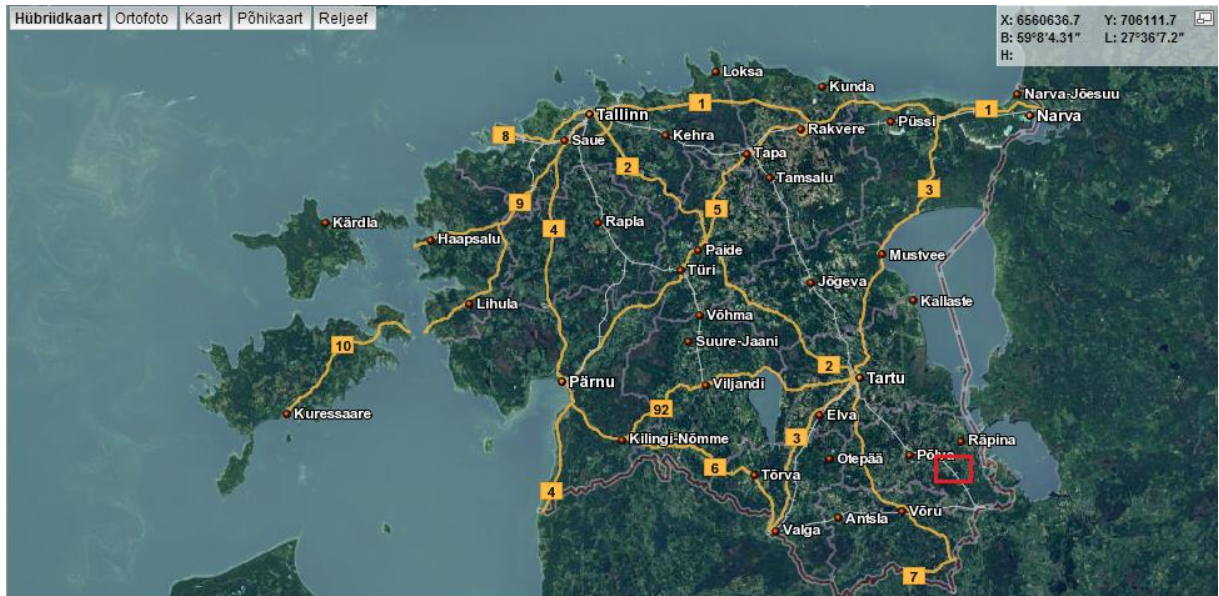 Hübriidkaart Ortofoto Kaart Põhikaart Reljeef
X: 6560636.7 Y: 706111.7
B: 59°8'4.31" L: 27°36'7.2"
H:
Loksa
Kunda
Narva-Jõesuu
1
1
Tallinn
Narva
Püssi
Rakvere
8
Kehra
Saue
Tapa
2
Tamsalu
3
9
5
Kärdla
Rapla
4
Haapsalu
Paide
Mustvee
Türi
Jõgeva
Kallaste
Lihula
Võhma
Suure-Jaani
10
2
Tartu
Pärnu
Viljandi
92
Elva
Kuressaare
3
Kilingi-Nõmme
Räpina
Põlva
Otepää
6
Tõrva
4
Võru
Antsla
Valga
7